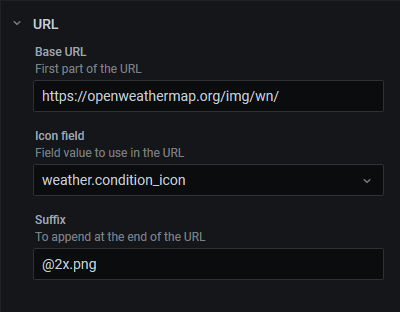 URL
Base URL
First part of the URL
https://openweathermap.org/img/wn/
Icon field
Field value to use in the URL
weather.condition_icon
Suffix
To append at the end of the URL
@2x.png